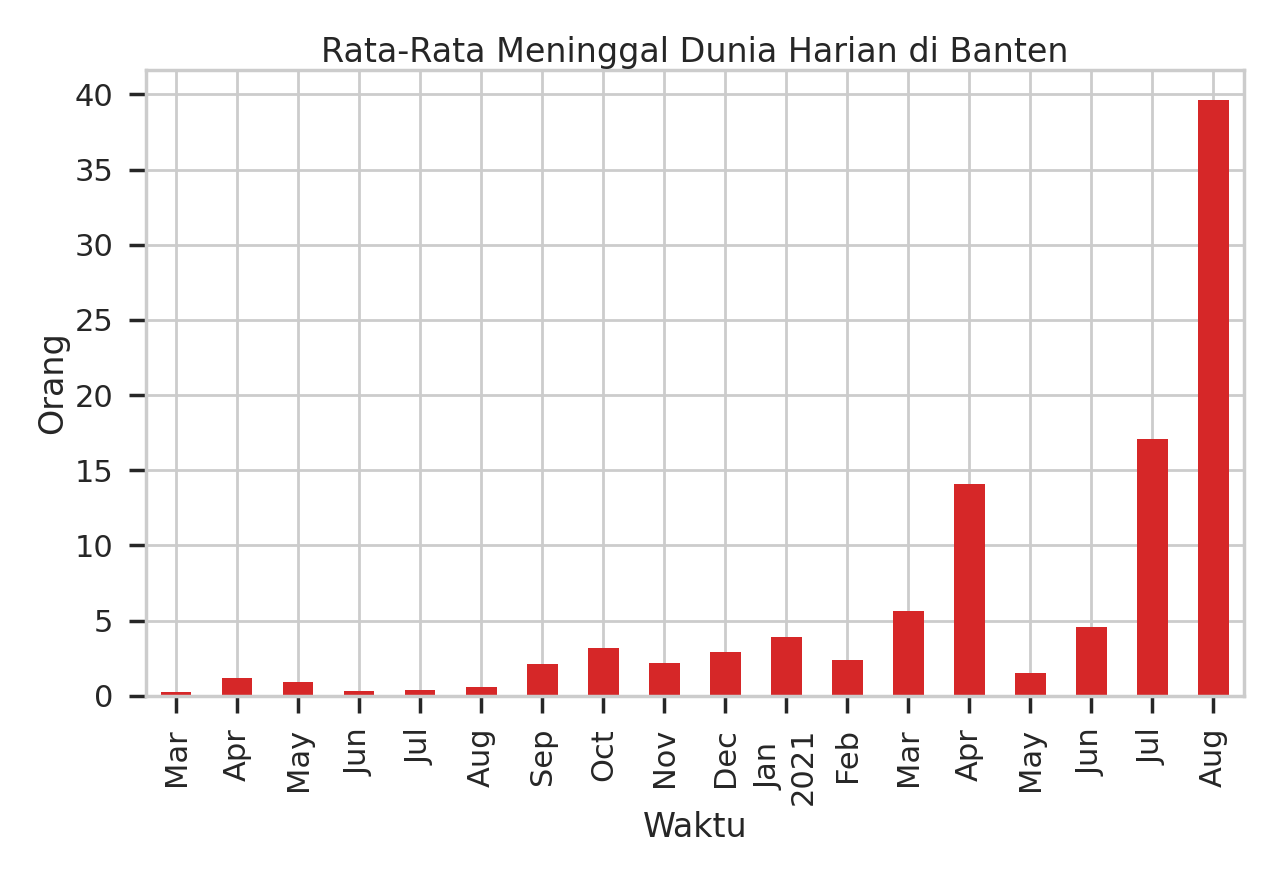 Rata-Rata Meninggal Dunia Harian di Banten
40
35
30
25
20
15
10
5
0
Orang
Mar
Apr
May
Jun
Jul
Aug
Sep
Oct
Nov
Dec
Jan
2021
Feb
Mar
Apr
May
Jun
Jul
Aug
Waktu